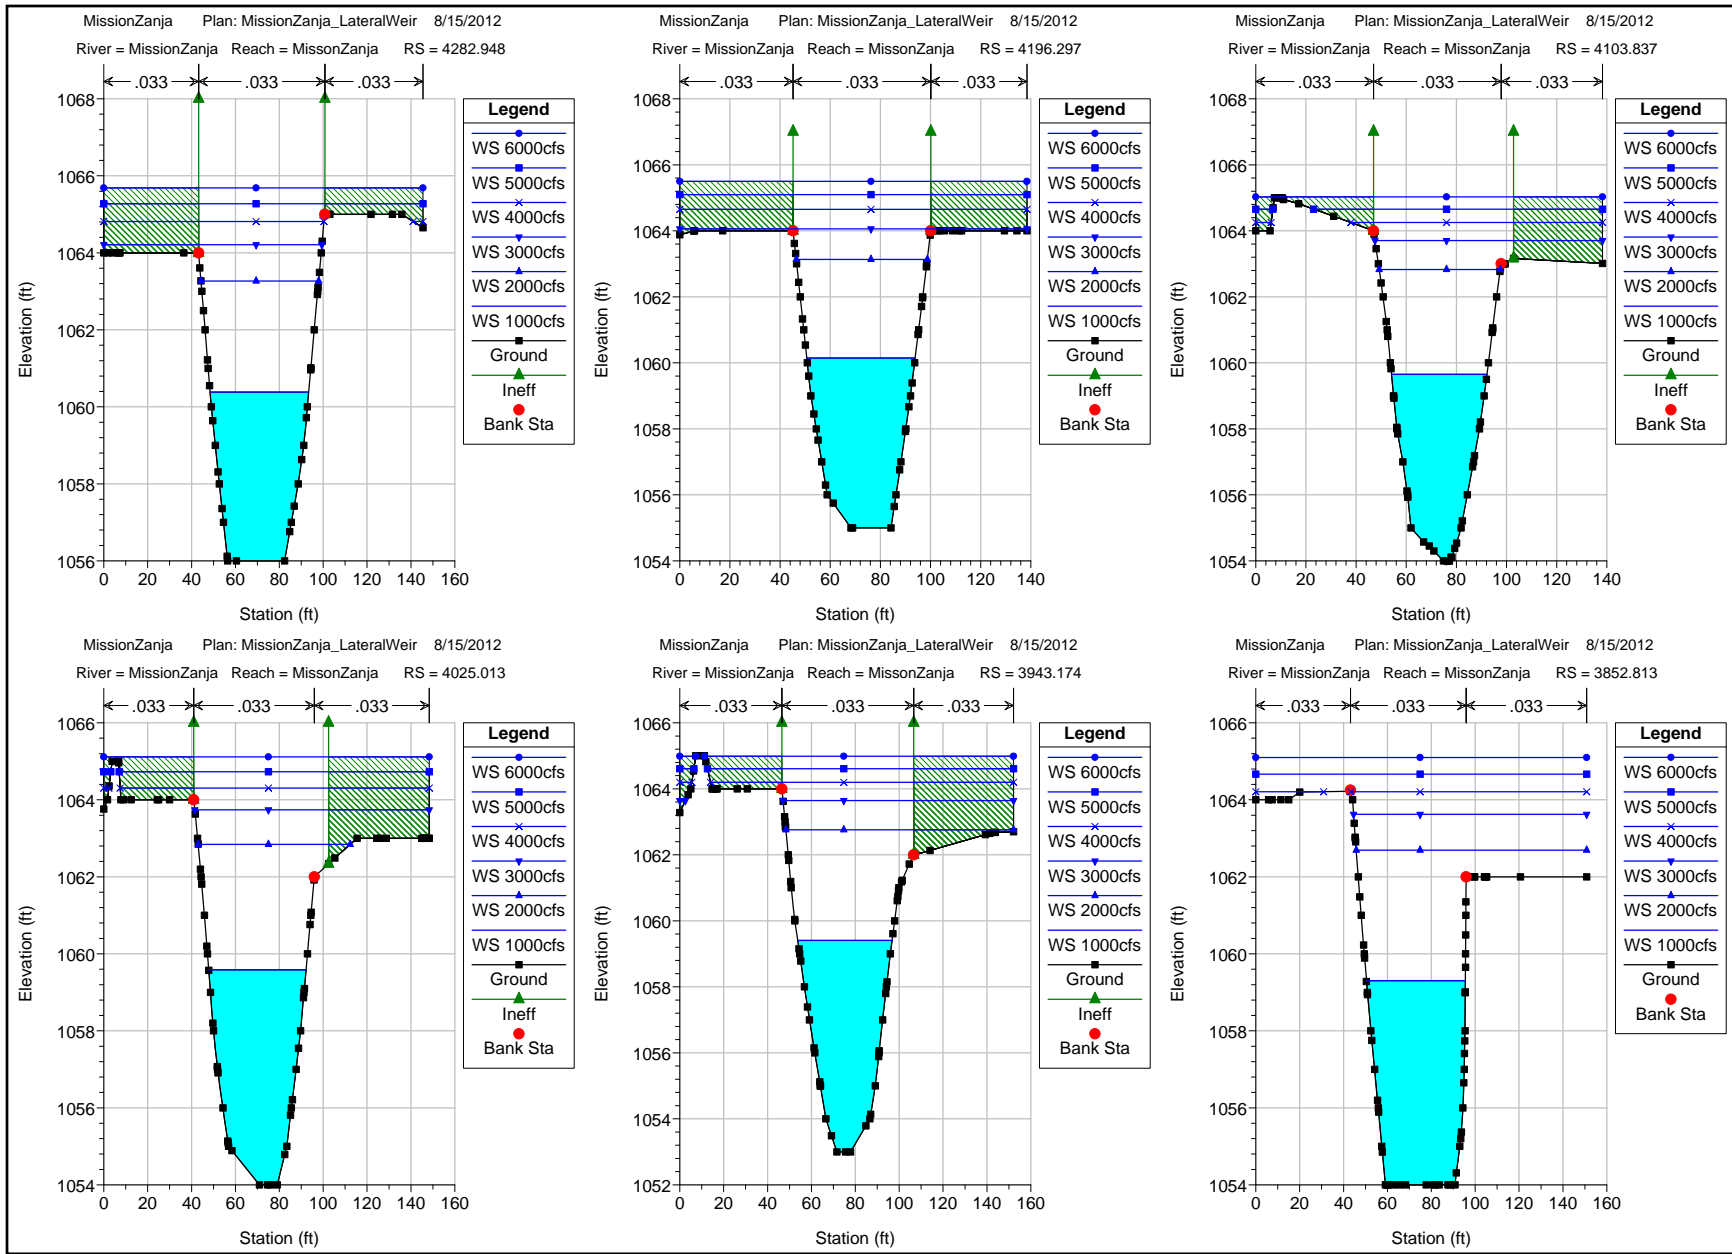 MissionZanja Plan: MissionZanja_LateralWeir 8/15/2012
River = MissionZanja Reach = MissonZanja RS = 4282.948
.033 .033 .033
1068
1066
1064
1062
1060
1058
1056
0 20 40 60 80 100 120 140 160
Elevation (ft)
Station (ft)
Legend
WS 6000cfs
WS 5000cfs
WS 4000cfs
WS 3000cfs
WS 2000cfs
WS 1000cfs
Ground
Ineff
Bank Sta
MissionZanja Plan: MissionZanja_LateralWeir 8/15/2012
River = MissionZanja Reach = MissonZanja RS = 4196.297
.033 .033 .033
1068
1066
1064
1062
1060
1058
1056
1054
0 20 40 60 80 100 120 140
Elevation (ft)
Station (ft)
Legend
WS 6000cfs
WS 5000cfs
WS 4000cfs
WS 3000cfs
WS 2000cfs
WS 1000cfs
Ground
Ineff
Bank Sta
MissionZanja Plan: MissionZanja_LateralWeir 8/15/2012
River = MissionZanja Reach = MissonZanja RS = 4103.837
.033 .033 .033
1068
1066
1064
1062
1060
1058
1056
1054
0 20 40 60 80 100 120 140
Elevation (ft)
Station (ft)
Legend
WS 6000cfs
WS 5000cfs
WS 4000cfs
WS 3000cfs
WS 2000cfs
WS 1000cfs
Ground
Ineff
Bank Sta
MissionZanja Plan: MissionZanja_LateralWeir 8/15/2012
River = MissionZanja Reach = MissonZanja RS = 4025.013
.033 .033 .033
1066
1064
1062
1060
1058
1056
1054
0 20 40 60 80 100 120 140 160
Elevation (ft)
Station (ft)
Legend
WS 6000cfs
WS 5000cfs
WS 4000cfs
WS 3000cfs
WS 2000cfs
WS 1000cfs
Ground
Ineff
Bank Sta
MissionZanja Plan: MissionZanja_LateralWeir 8/15/2012
River = MissionZanja Reach = MissonZanja RS = 3943.174
.033 .033 .033
1066
1064
1062
1060
1058
1056
1054
1052
0 20 40 60 80 100 120 140 160
Elevation (ft)
Station (ft)
Legend
WS 6000cfs
WS 5000cfs
WS 4000cfs
WS 3000cfs
WS 2000cfs
WS 1000cfs
Ground
Ineff
Bank Sta
MissionZanja Plan: MissionZanja_LateralWeir 8/15/2012
River = MissionZanja Reach = MissonZanja RS = 3852.813
.033 .033 .033
1066
1064
1062
1060
1058
1056
1054
0 20 40 60 80 100 120 140 160
Elevation (ft)
Station (ft)
Legend
WS 6000cfs
WS 5000cfs
WS 4000cfs
WS 3000cfs
WS 2000cfs
WS 1000cfs
Ground
Bank Sta